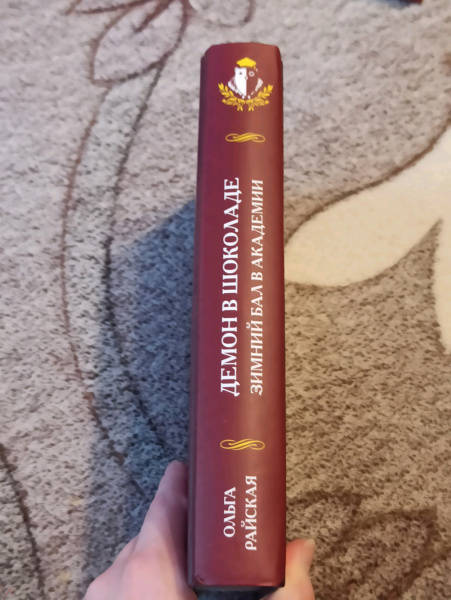 ДЕМОН В ШОКОЛАДЕ
ЗИМНИЙ БАЛ В АКАДЕМИИ
ОЛЬГА
РАЙСКАЯ